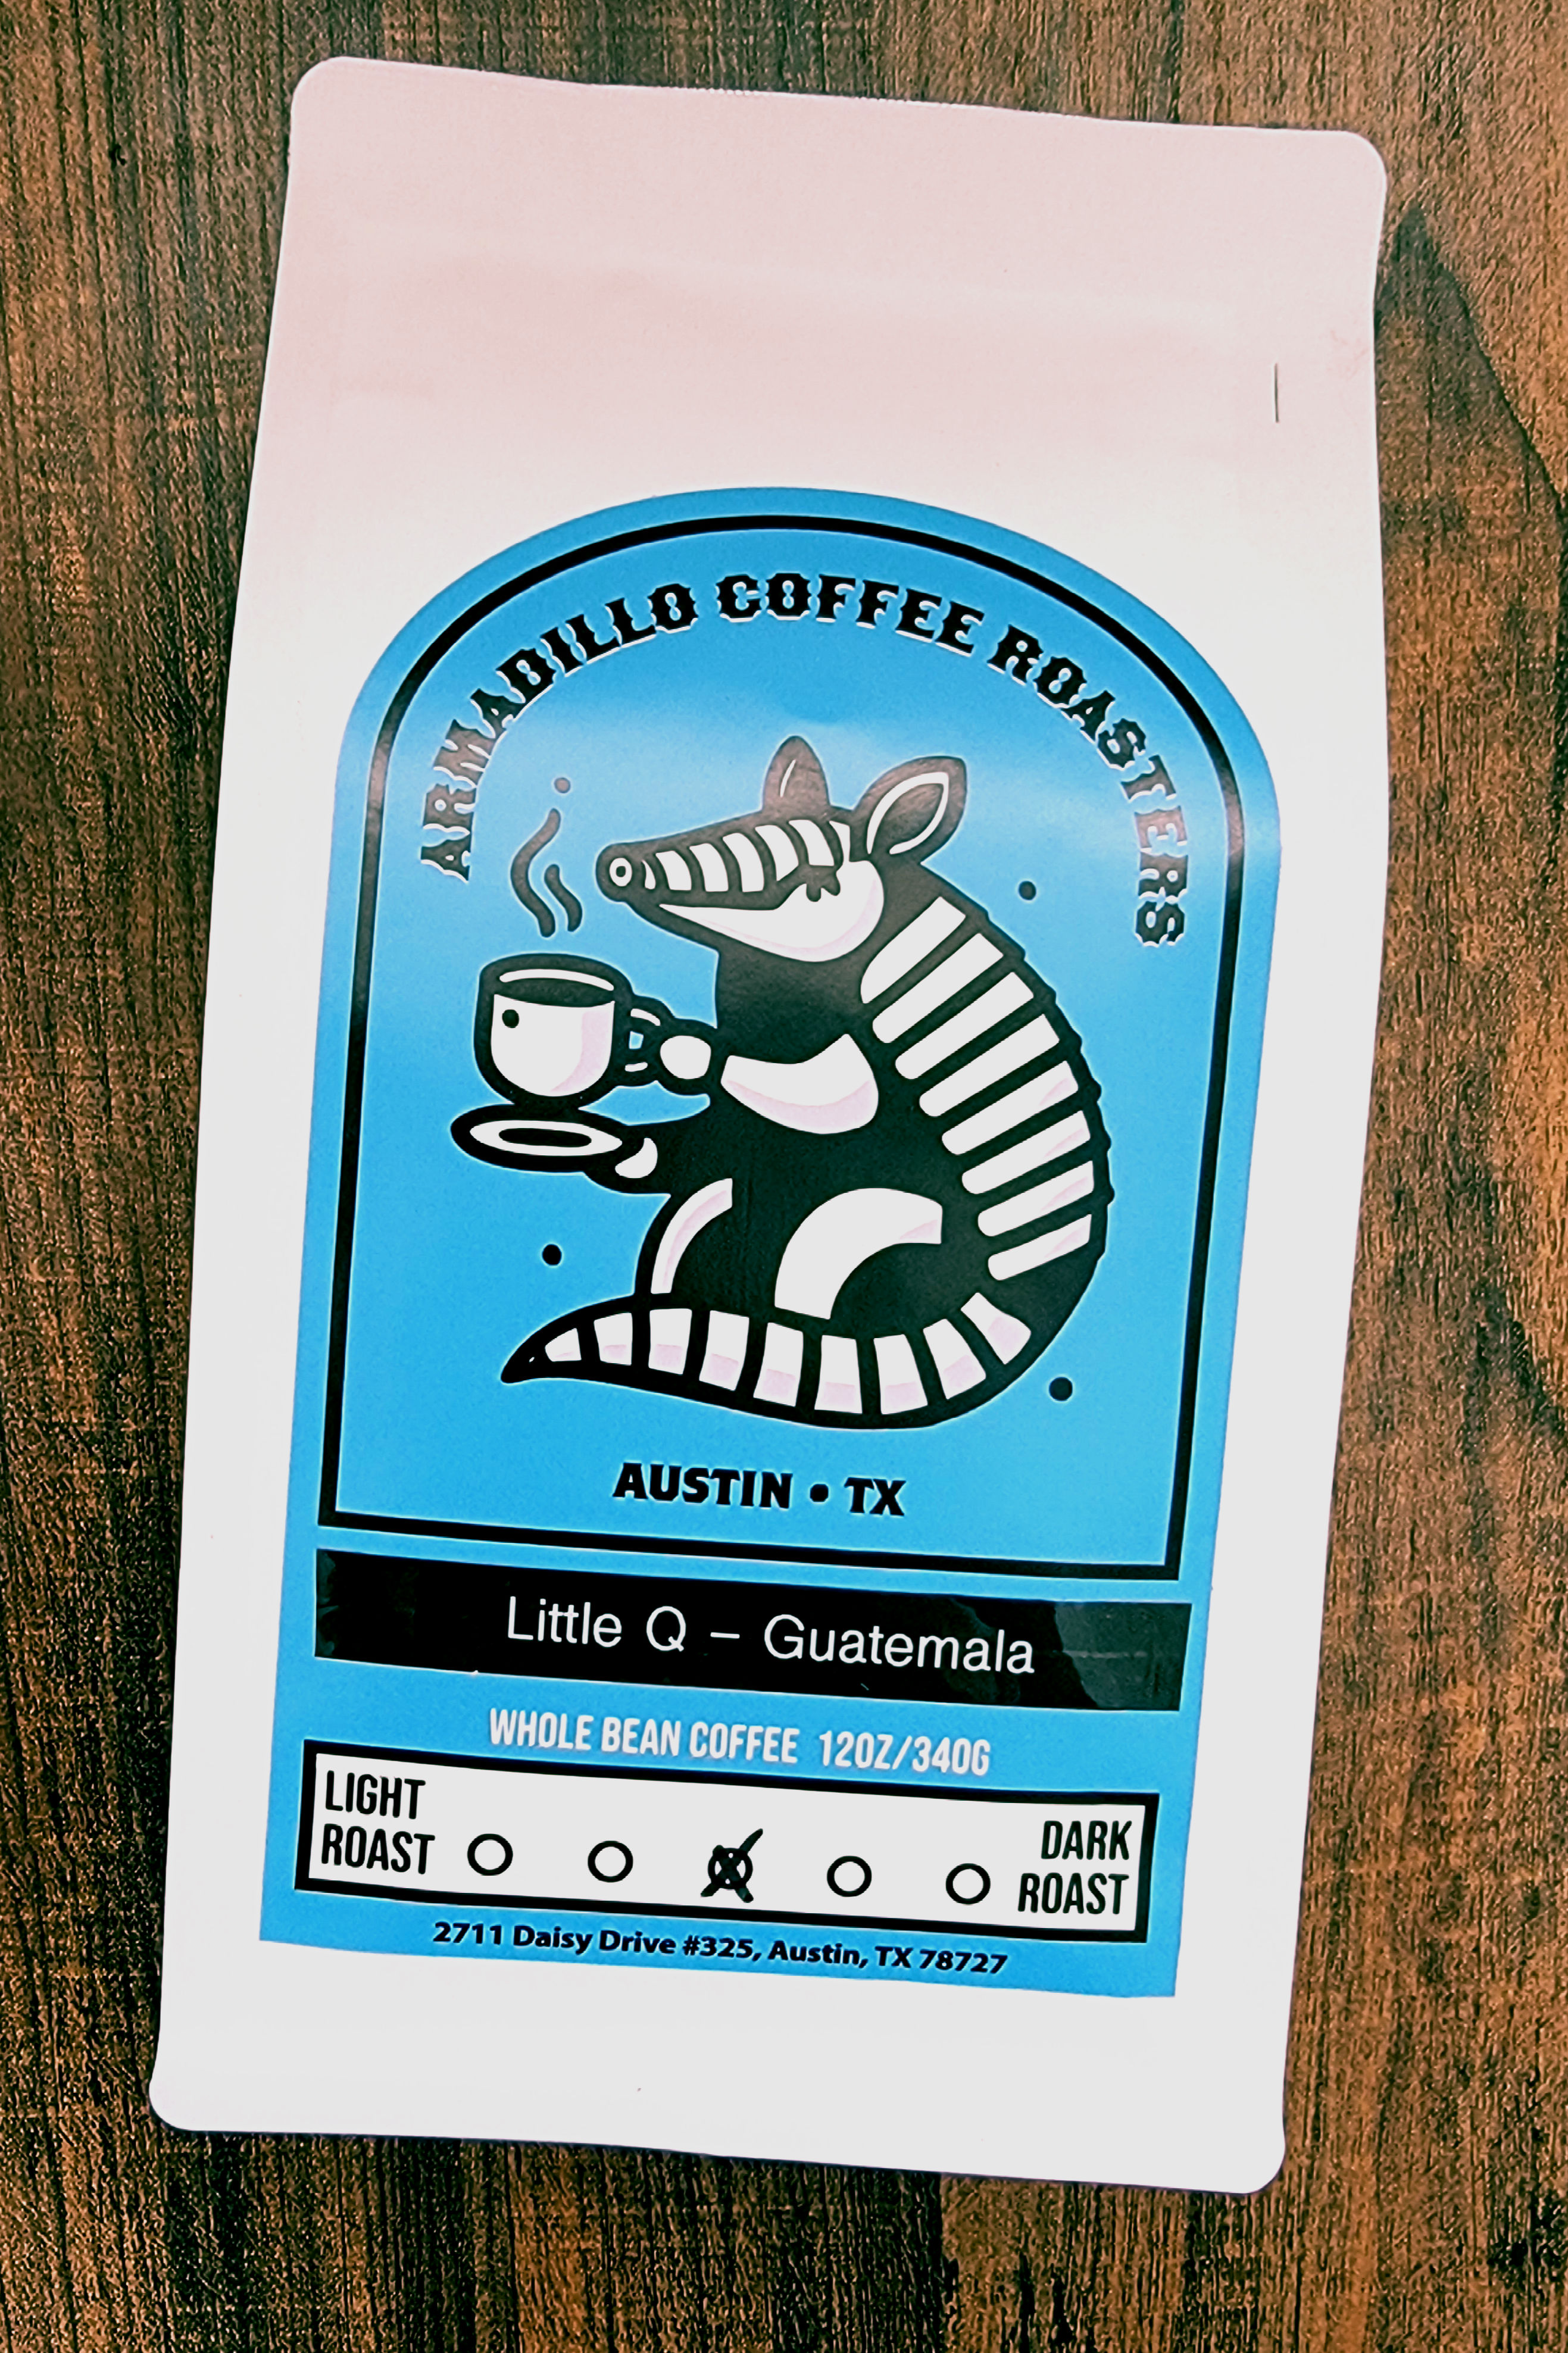 ARMADILLO COFFEE ROASTERS
AUSTIN • TX
Little Q – Guatemala
WHOLE BEAN COFFEE 12OZ/340G
LIGHT
ROAST
DARK
ROAST
2711 Daisy Drive #325, Austin, TX 78727